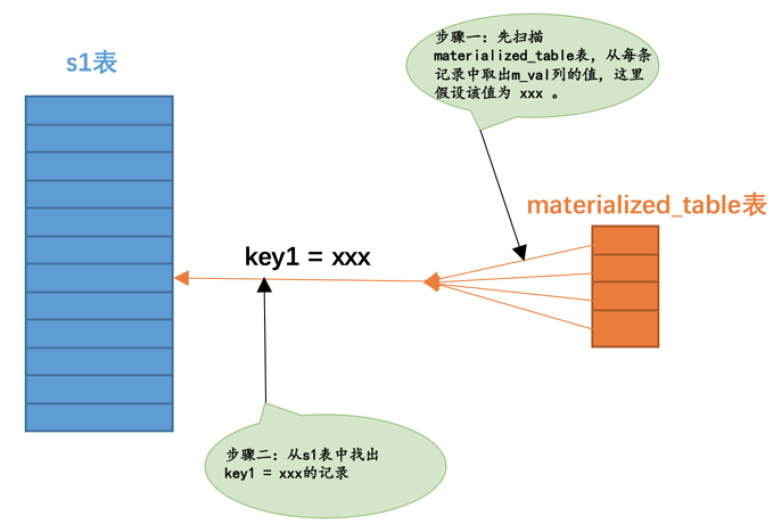 s1表
步骤一：先扫描
materialized_table表，从每条
记录中取出m_val列的值，这里
假设该值为 xxx 。
materialized_table表
key1 = xxx
步骤二：从s1表中找出
key1 = xxx的记录